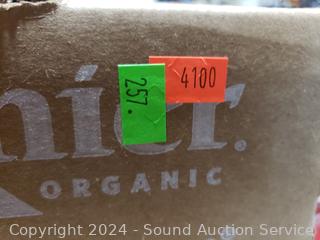 4100
257.
nier.
ORGANIC
Copyright 2024 - Sound Auction Service